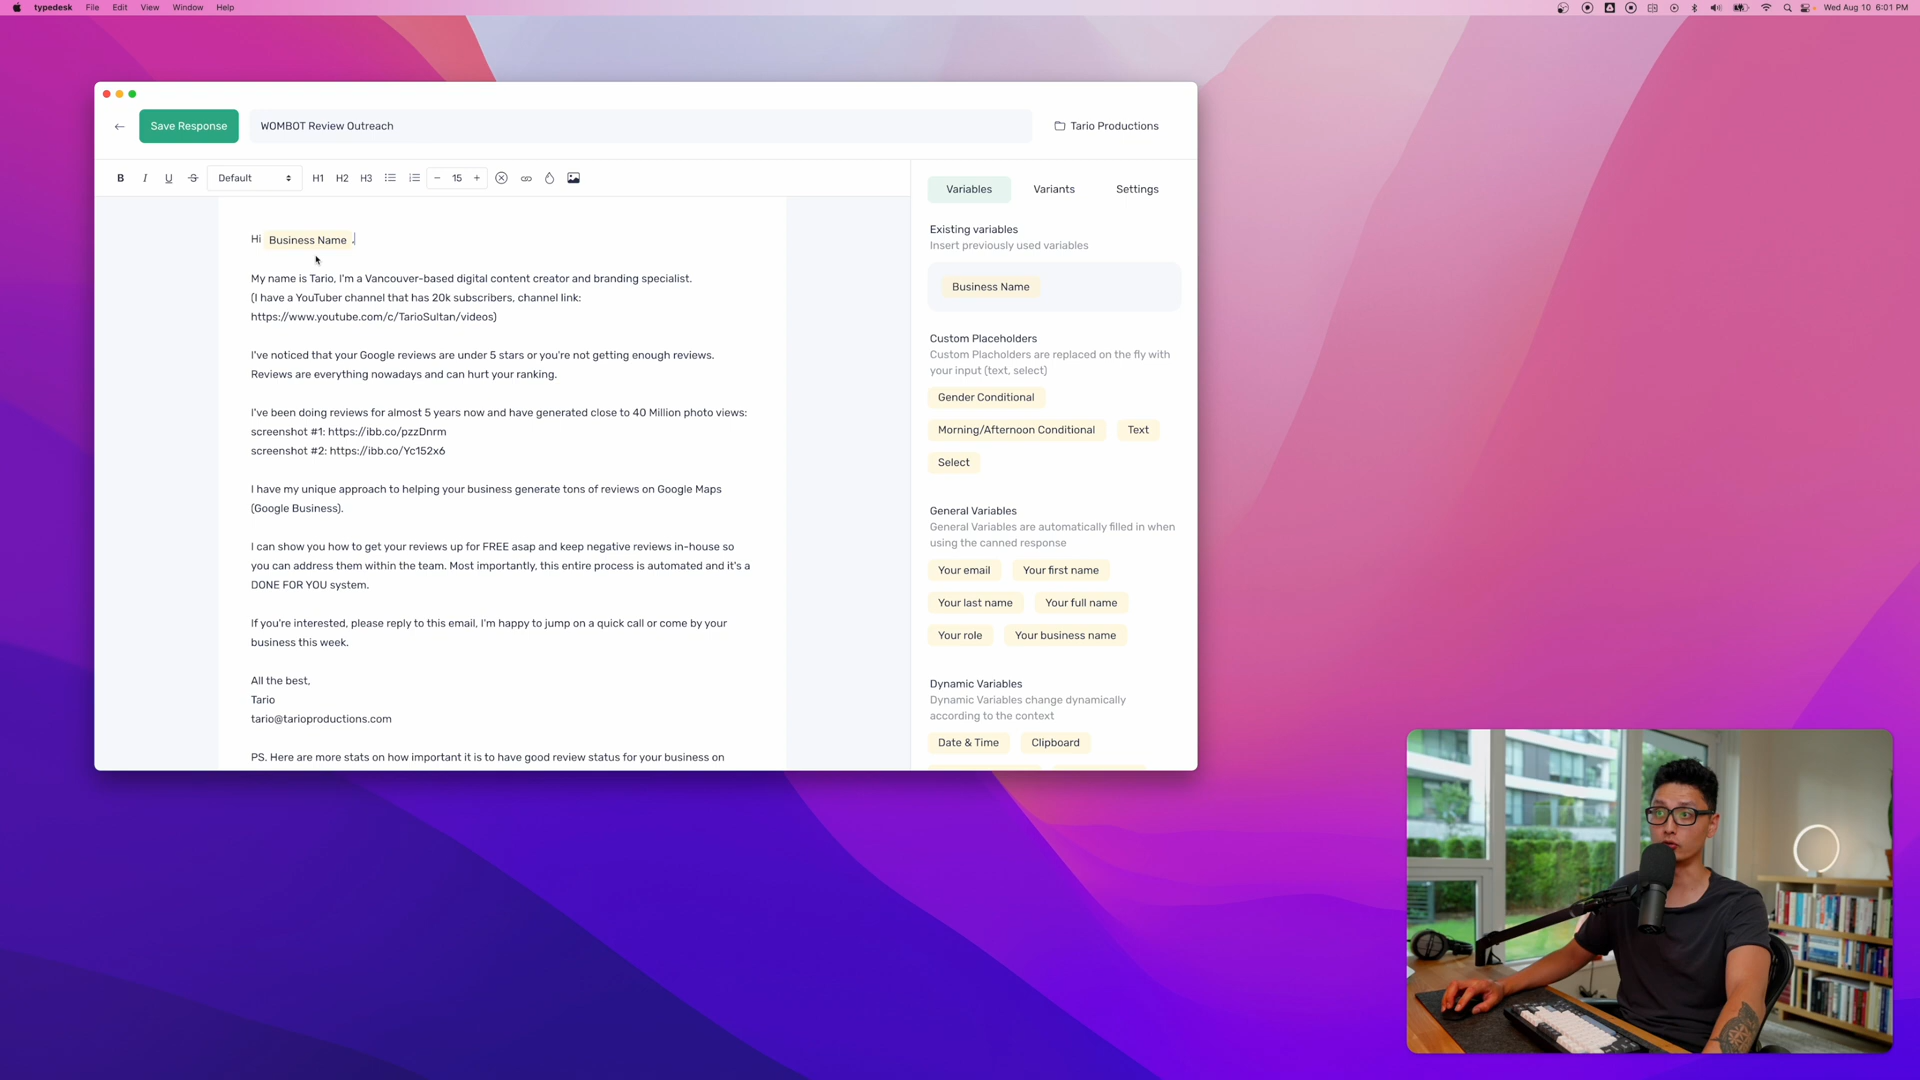 typedesk File Edit View Window Help
Wed Aug 10 6:01 PM
Save Response
WOMBOT Review Outreach
Tario Productions
B I U S Default H1 H2 H3 − 15 +
Hi Business Name ,
My name is Tario, I'm a Vancouver-based digital content creator and branding specialist.
(I have a YouTuber channel that has 20k subscribers, channel link:
https://www.youtube.com/c/TarioSultan/videos)
I've noticed that your Google reviews are under 5 stars or you're not getting enough reviews.
Reviews are everything nowadays and can hurt your ranking.
I've been doing reviews for almost 5 years now and have generated close to 40 Million photo views:
screenshot #1: https://ibb.co/pzzDnrm
screenshot #2: https://ibb.co/Yc152x6
I have my unique approach to helping your business generate tons of reviews on Google Maps
(Google Business).
I can show you how to get your reviews up for FREE asap and keep negative reviews in-house so
you can address them within the team. Most importantly, this entire process is automated and it's a
DONE FOR YOU system.
If you're interested, please reply to this email, I'm happy to jump on a quick call or come by your
business this week.
All the best,
Tario
tario@tarioproductions.com
PS. Here are more stats on how important it is to have good review status for your business on
Variables Variants Settings
Existing variables
Insert previously used variables
Business Name
Custom Placeholders
Custom Placholders are replaced on the fly with
your input (text, select)
Gender Conditional
Morning/Afternoon Conditional Text
Select
General Variables
General Variables are automatically filled in when
using the canned response
Your email Your first name
Your last name Your full name
Your role Your business name
Dynamic Variables
Dynamic Variables change dynamically
according to the context
Date & Time Clipboard